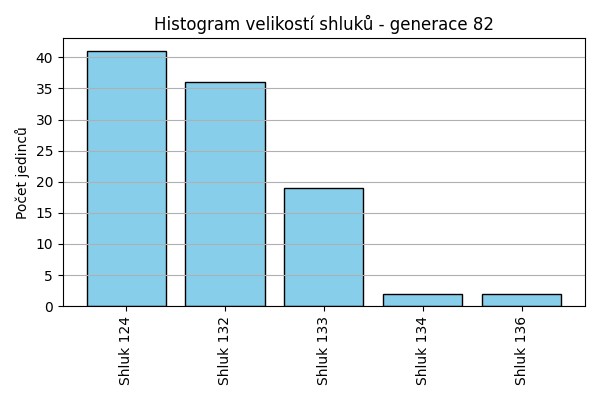 Histogram velikostí shluků - generace 82
Počet jedinců
40
35
30
25
20
15
10
5
0
Shluk 124
Shluk 132
Shluk 133
Shluk 134
Shluk 136